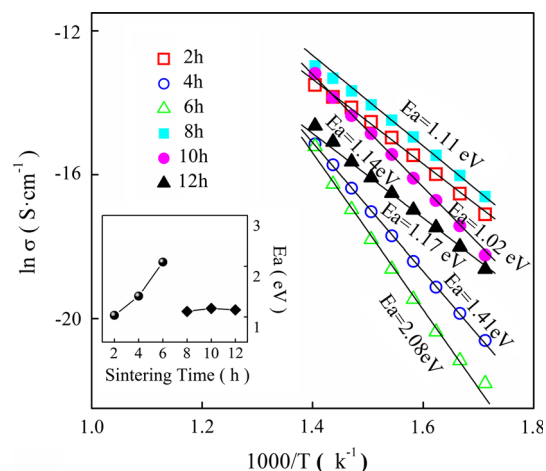 -12
-16
-20
ln σ ( S·cm⁻¹ )
2h
4h
6h
8h
10h
12h
Ea=1.11 eV
Ea=1.14eV
Ea=1.02 eV
Ea=1.17 eV
Ea=1.41eV
Ea=2.08eV
3
2
1
Ea ( eV )
2 4 6 8 10 12
Sintering Time ( h )
1.0 1.2 1.4 1.6 1.8
1000/T ( k⁻¹)